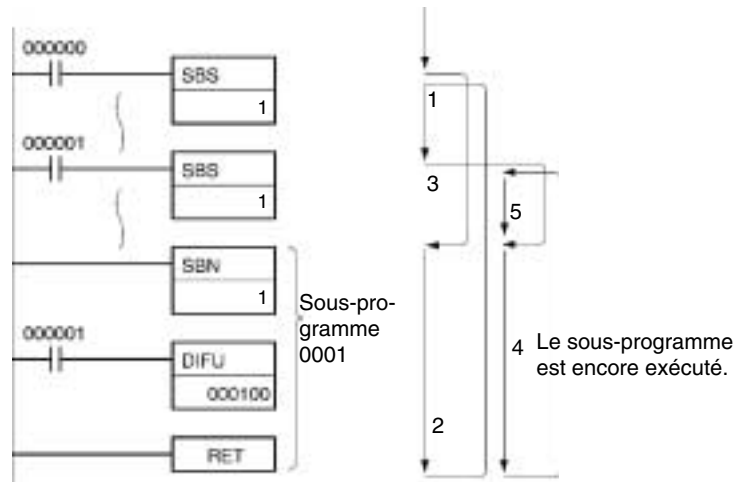 000000
SBS
1
1
000001
SBS
3
1
5
SBN
1
Sous-pro-
gramme
0001
000001
DIFU
000100
4 Le sous-programme
est encore exécuté.
2
RET